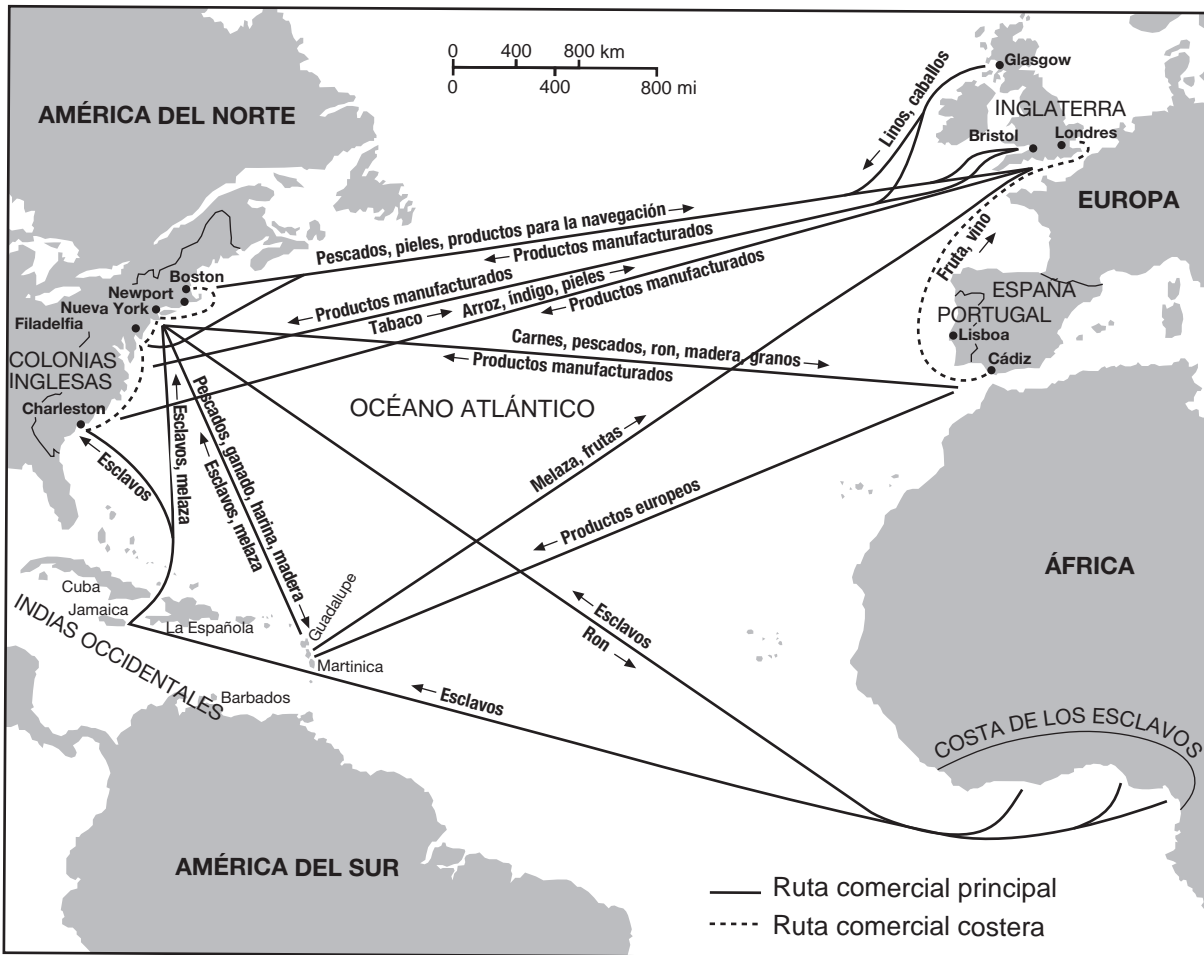 0 400 800 km
0 400 800 mi
Glasgow
AMÉRICA DEL NORTE
INGLATERRA
Bristol
Londres
Linos, caballos
EUROPA
Pescados, pieles, productos para la navegación
Productos manufacturados
Fruta, vino
Boston
Newport
Nueva York
Filadelfia
Productos manufacturados
Tabaco
Arroz, índigo, pieles
Productos manufacturados
ESPAÑA
PORTUGAL
Lisboa
Cádiz
COLONIAS
INGLESAS
Carnes, pescados, ron, madera, granos
Productos manufacturados
Charleston
OCÉANO ATLÁNTICO
Esclavos
Esclavos, melaza
Pescados, ganado, harina, madera
Esclavos, melaza
Melaza, frutas
Productos europeos
ÁFRICA
Cuba
Jamaica
La Española
Guadalupe
Martinica
INDIAS OCCIDENTALES
Barbados
Esclavos
Ron
Esclavos
COSTA DE LOS ESCLAVOS
AMÉRICA DEL SUR
Ruta comercial principal
Ruta comercial costera